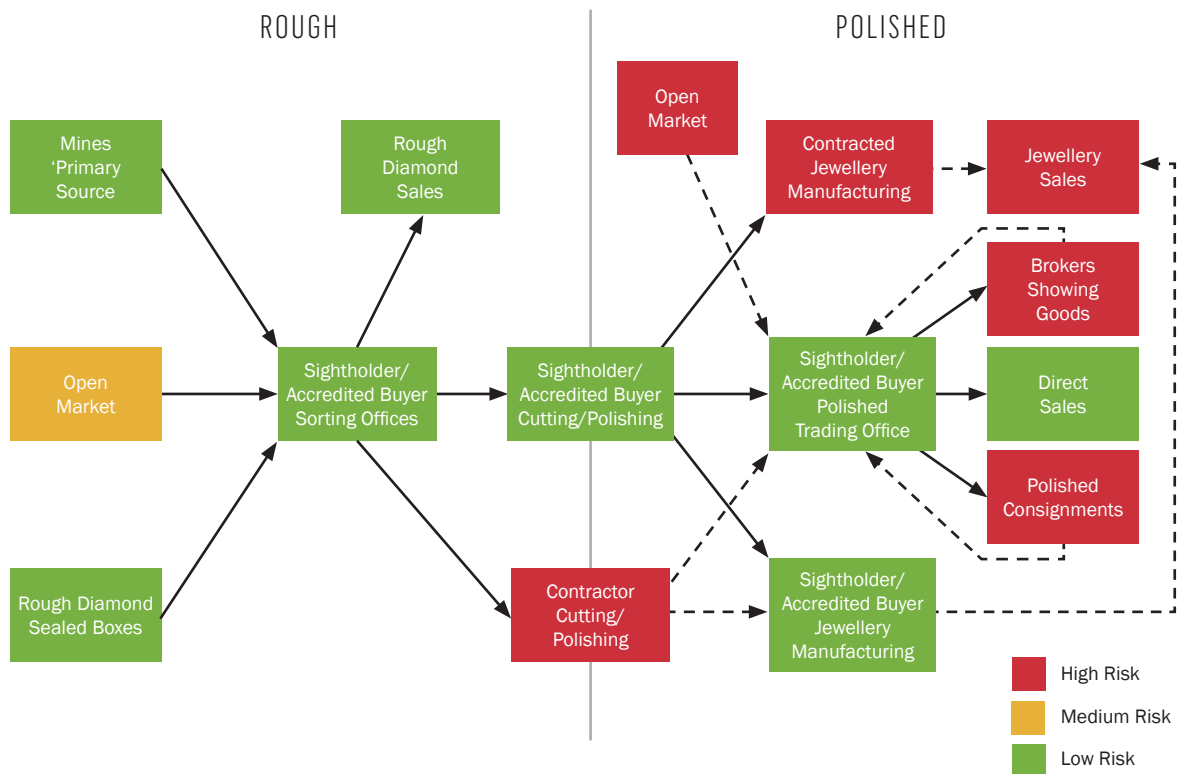 ROUGH
POLISHED
Mines
‘Primary
Source
Rough
Diamond
Sales
Open
Market
Contracted
Jewellery
Manufacturing
Jewellery
Sales
Brokers
Showing
Goods
Open
Market
Sightholder/
Accredited Buyer
Sorting Offices
Sightholder/
Accredited Buyer
Cutting/Polishing
Sightholder/
Accredited Buyer
Polished
Trading Office
Direct
Sales
Polished
Consignments
Rough Diamond
Sealed Boxes
Contractor
Cutting/
Polishing
Sightholder/
Accredited Buyer
Jewellery
Manufacturing
High Risk
Medium Risk
Low Risk